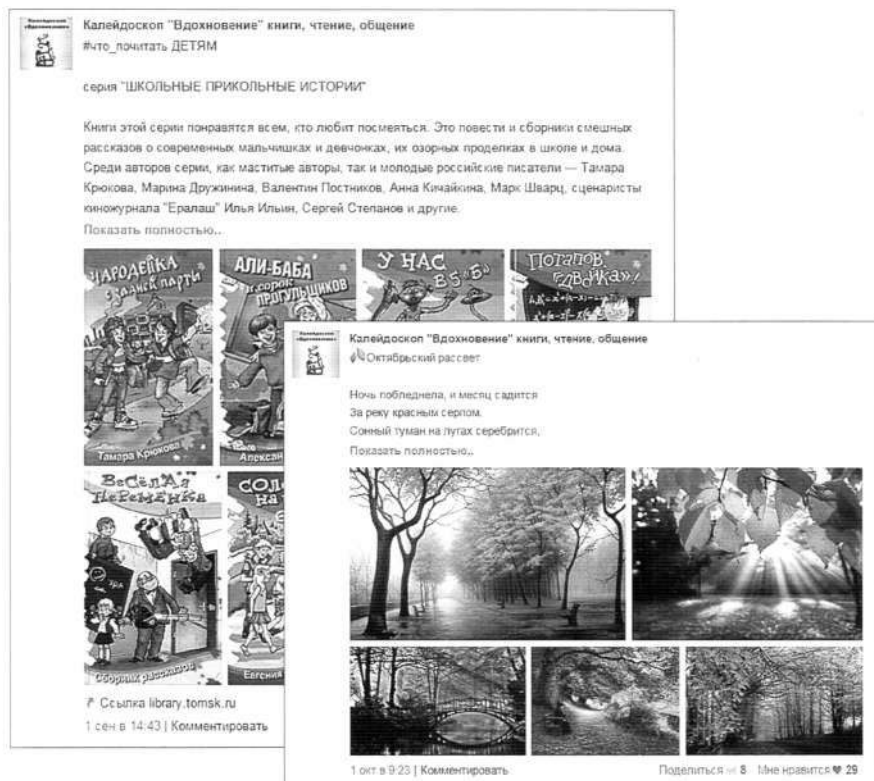 Калейдоскоп "Вдохновение" книги, чтение, общение
#что_почитать ДЕТЯМ
серия "ШКОЛЬНЫЕ ПРИКОЛЬНЫЕ ИСТОРИИ"
Книги этой серии понравятся всем, кто любит посмеяться. Это повести и сборники смешных
рассказов о современных мальчишках и девчонках, их озорных проделках в школе и дома.
Среди авторов серии, как маститые авторы, так и молодые российские писатели — Тамара
Крюкова, Марина Дружинина, Валентин Постников, Анна Кичайкина, Марк Шварц, сценаристы
киножурнала "Ералаш" Илья Ильин, Сергей Степанов и другие.
Показать полностью..
ЧАРОДЕЙКА
с задней парты
Тамара Крюкова
АЛИ-БАБА
и сорок
ПРОГУЛЬЩИКОВ
Алексан
У НАС
В 5 "Б"
ПОТАПОВ,
ВЕСЁЛАЯ
ПЕРЕМЕНКА
Сборник рассказов
СОЛ
НА
Евгения
Ссылка library.tomsk.ru
1 сен в 14:43 | Комментировать
Калейдоскоп "Вдохновение" книги, чтение, общение
Октябрьский рассвет
Ночь побледнела, и месяц садится
За реку красным серпом.
Сонный туман на лугах серебрится,
Показать полностью..
1 окт в 9:23 | Комментировать
Поделиться 8 Мне нравится 29